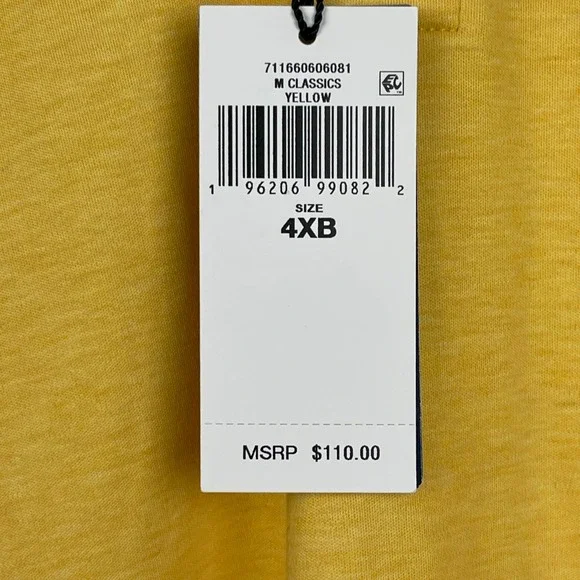 711660606081
M CLASSICS
YELLOW
1 96206 99082 2
SIZE
4XB
MSRP $110.00